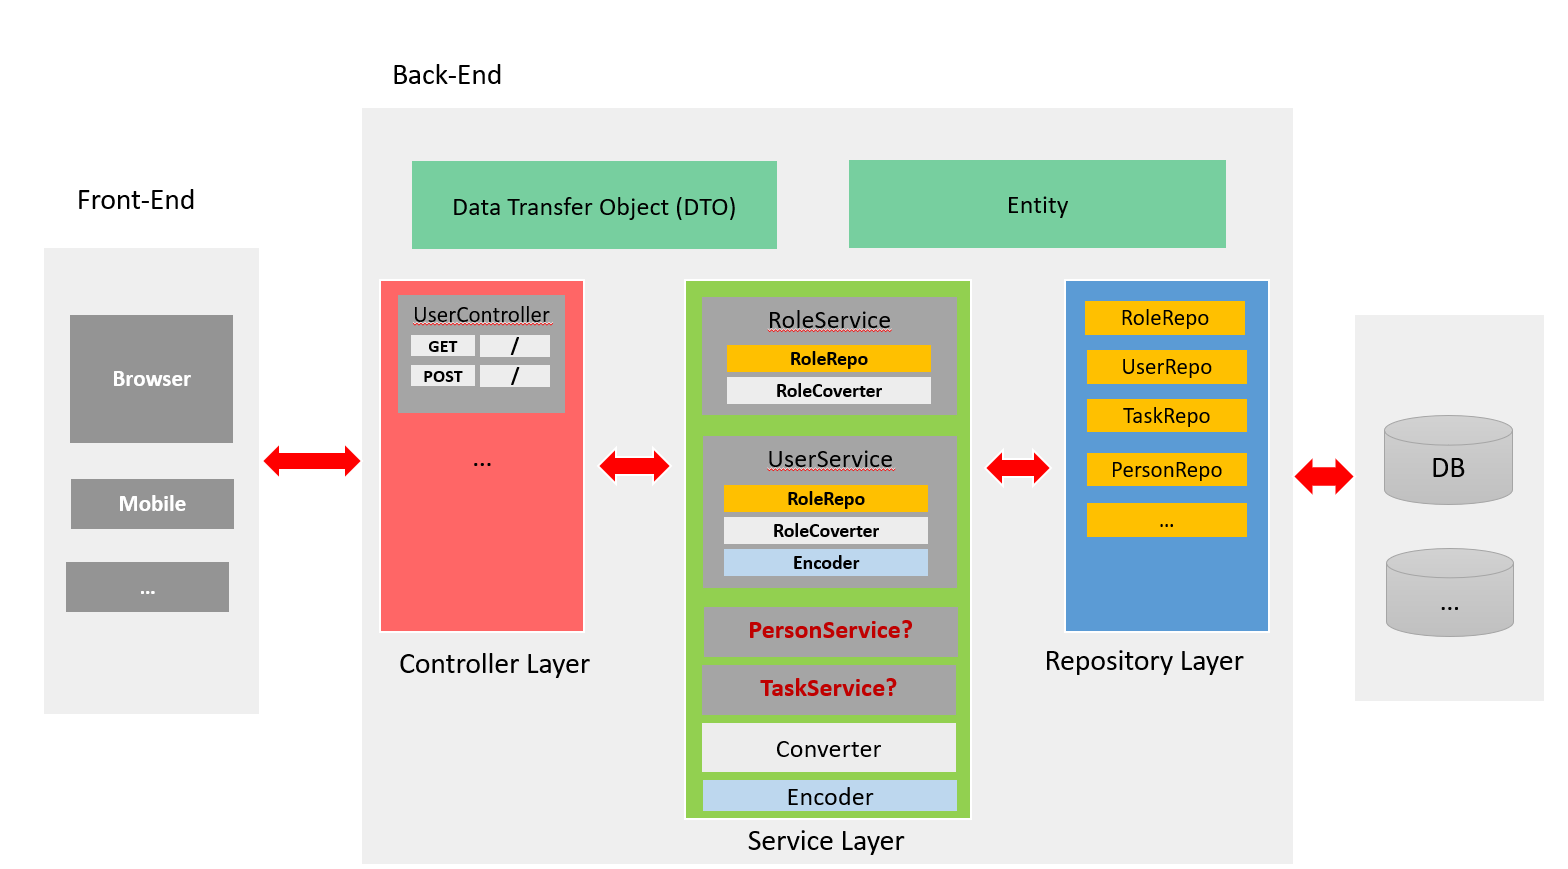 Back-End
Front-End
Data Transfer Object (DTO)
Entity
Browser
Mobile
...
UserController
GET
/
POST
/
...
Controller Layer
RoleService
RoleRepo
RoleCoverter
UserService
RoleRepo
RoleCoverter
Encoder
PersonService?
TaskService?
Converter
Encoder
Service Layer
RoleRepo
UserRepo
TaskRepo
PersonRepo
...
Repository Layer
DB
...